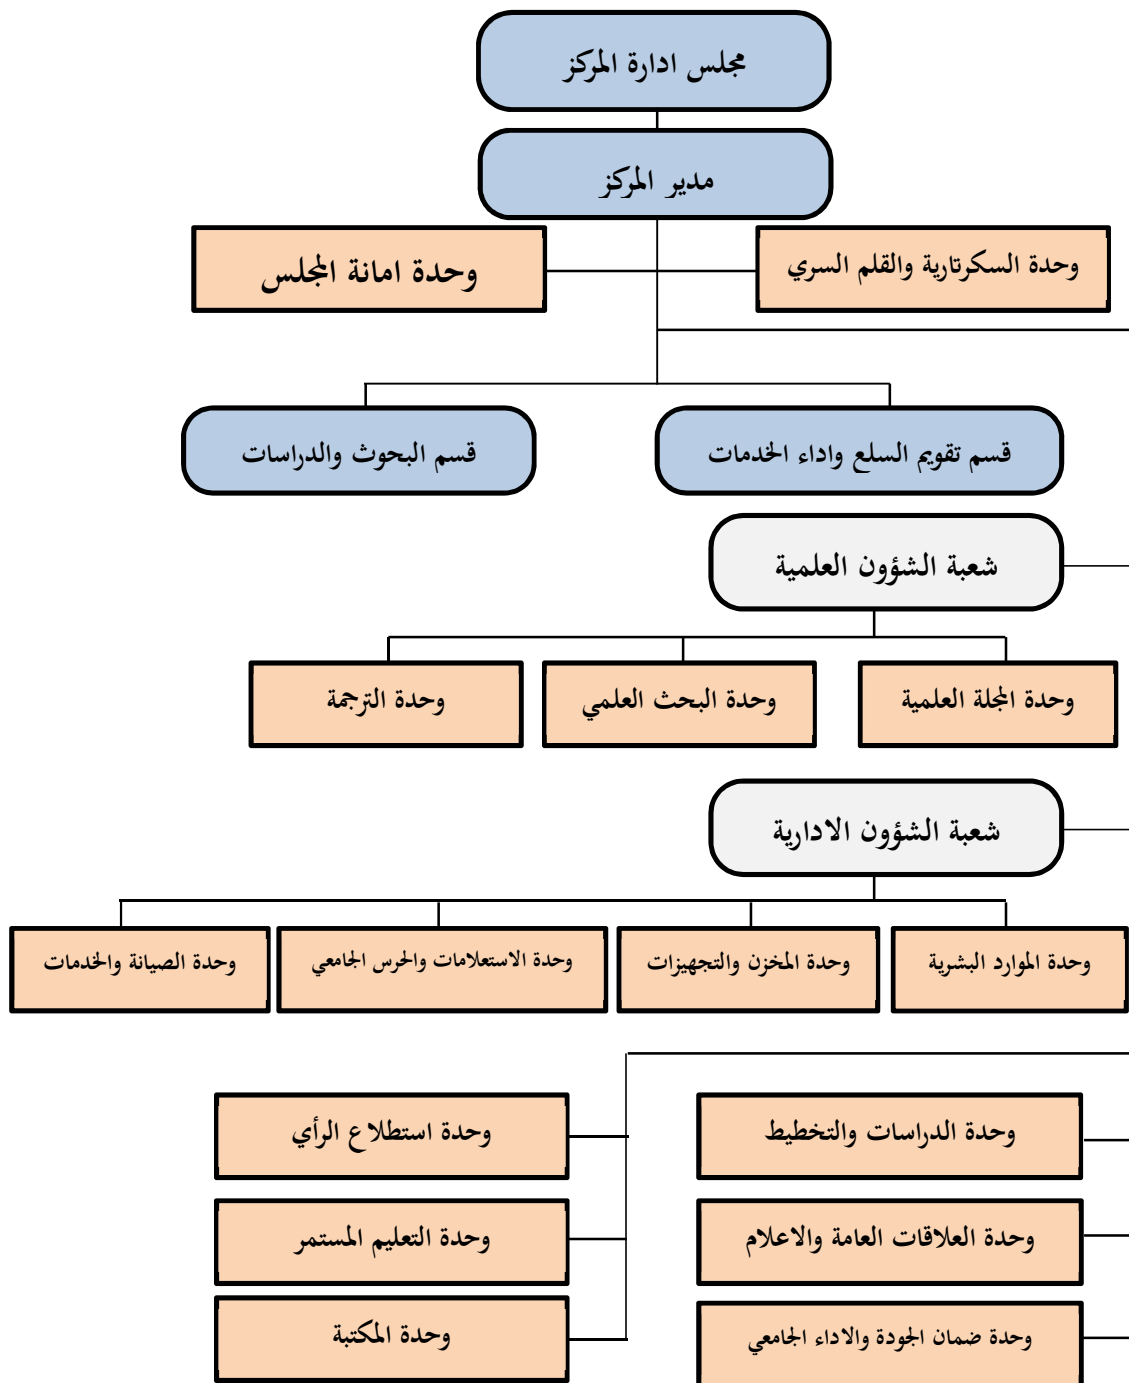 مجلس ادارة المركز
مدير المركز
وحدة السكرتارية والقلم السري
وحدة امانة المجلس
قسم تقويم السلع واداء الخدمات
قسم البحوث والدراسات
شعبة الشؤون العلمية
وحدة المجلة العلمية
وحدة البحث العلمي
وحدة الترجمة
شعبة الشؤون الادارية
وحدة الموارد البشرية
وحدة المخزن والتجهيزات
وحدة الاستعلامات والحرس الجامعي
وحدة الصيانة والخدمات
وحدة الدراسات والتخطيط
وحدة استطلاع الرأي
وحدة العلاقات العامة والاعلام
وحدة التعليم المستمر
وحدة ضمان الجودة والاداء الجامعي
وحدة المكتبة